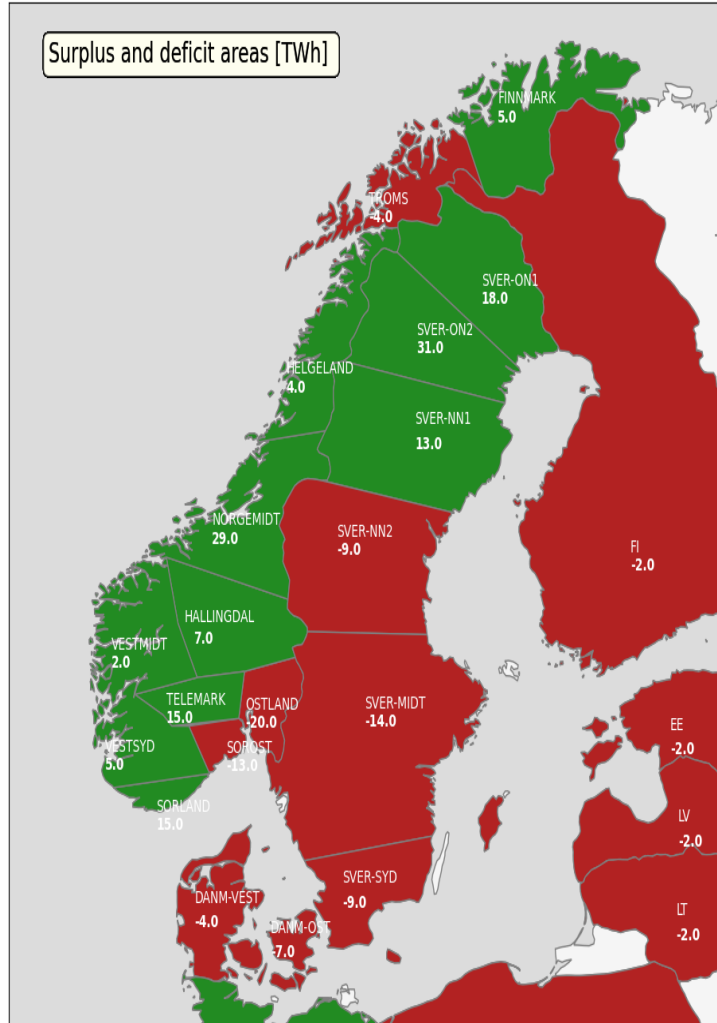 Surplus and deficit areas [TWh]
FINNMARK
5.0
TROMS
-4.0
SVER-ON1
18.0
SVER-ON2
31.0
HELGELAND
4.0
SVER-NN1
13.0
NORGEMIDT
29.0
SVER-NN2
-9.0
FI
-2.0
HALLINGDAL
7.0
VESTMIDT
2.0
TELEMARK
15.0
OSTLAND
-20.0
SVER-MIDT
-14.0
EE
-2.0
VESTSYD
5.0
SOROST
-13.0
SORLAND
15.0
LV
-2.0
SVER-SYD
-9.0
DANM-VEST
-4.0
DANM-OST
-7.0
LT
-2.0